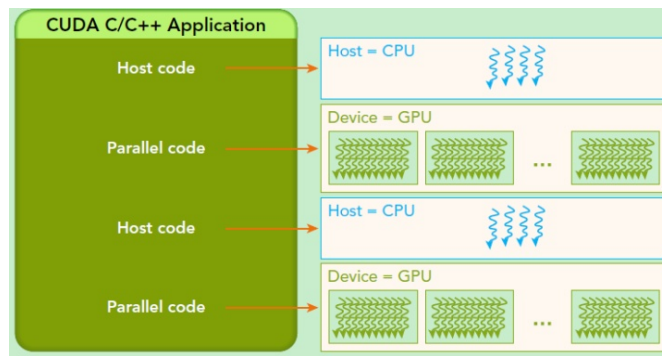 CUDA C/C++ Application
Host code
Host = CPU
Parallel code
Device = GPU
...
Host code
Host = CPU
Parallel code
Device = GPU
...